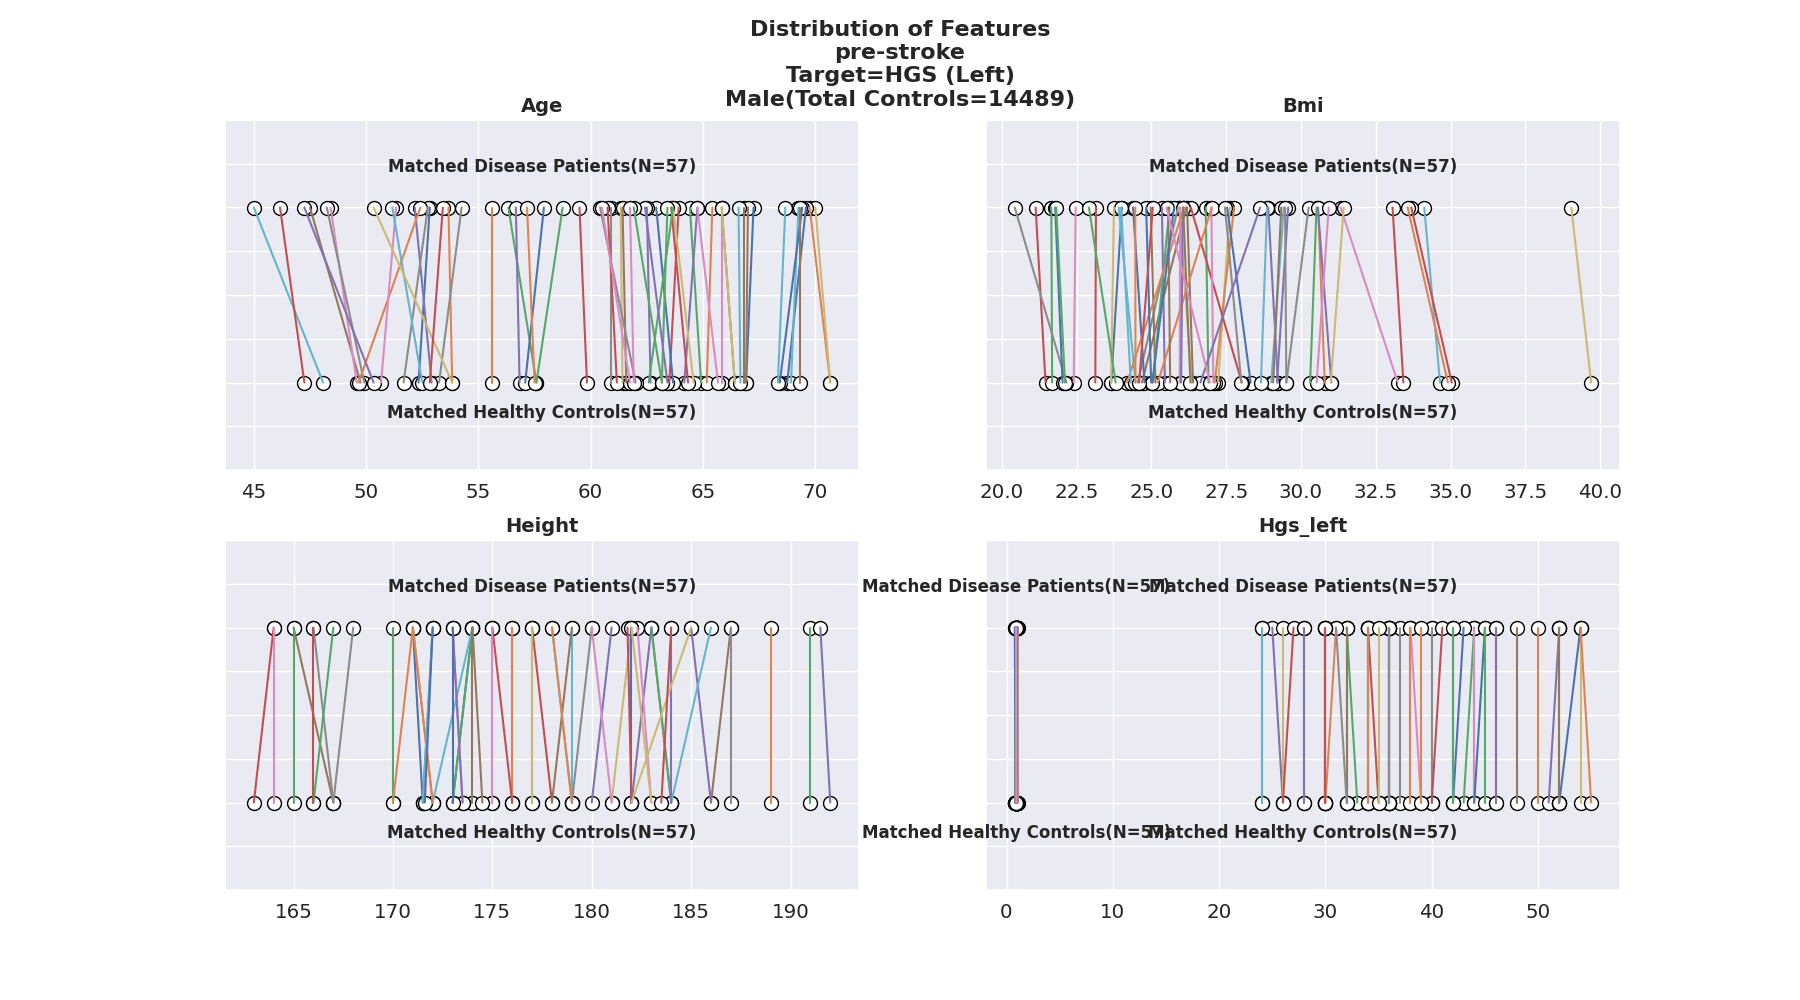 Distribution of Features
pre-stroke
Target=HGS (Left)
Male(Total Controls=14489)
Age
Matched Disease Patients(N=57)
Matched Healthy Controls(N=57)
45 50 55 60 65 70
Bmi
Matched Disease Patients(N=57)
Matched Healthy Controls(N=57)
20.0 22.5 25.0 27.5 30.0 32.5 35.0 37.5 40.0
Height
Matched Disease Patients(N=57)
Matched Healthy Controls(N=57)
165 170 175 180 185 190
Hgs_left
Matched Disease Patients(N=57)
Matched Disease Patients(N=57)
Matched Healthy Controls(N=57)
Matched Healthy Controls(N=57)
0 10 20 30 40 50